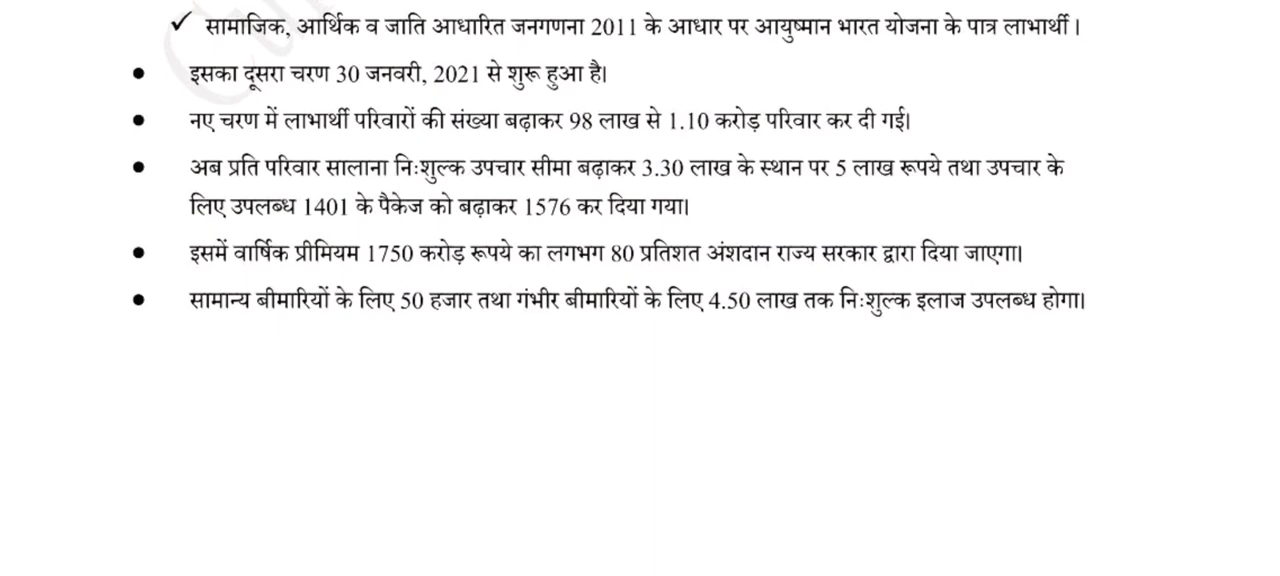 ✓ सामाजिक, आर्थिक व जाति आधारित जनगणना 2011 के आधार पर आयुष्मान भारत योजना के पात्र लाभार्थी ।
● इसका दूसरा चरण 30 जनवरी, 2021 से शुरू हुआ है।
● नए चरण में लाभार्थी परिवारों की संख्या बढ़ाकर 98 लाख से 1.10 करोड़ परिवार कर दी गई।
● अब प्रति परिवार सालाना निःशुल्क उपचार सीमा बढ़ाकर 3.30 लाख के स्थान पर 5 लाख रूपये तथा उपचार के
लिए उपलब्ध 1401 के पैकेज को बढ़ाकर 1576 कर दिया गया।
● इसमें वार्षिक प्रीमियम 1750 करोड़ रूपये का लगभग 80 प्रतिशत अंशदान राज्य सरकार द्वारा दिया जाएगा।
● सामान्य बीमारियों के लिए 50 हजार तथा गंभीर बीमारियों के लिए 4.50 लाख तक निःशुल्क इलाज उपलब्ध होगा।